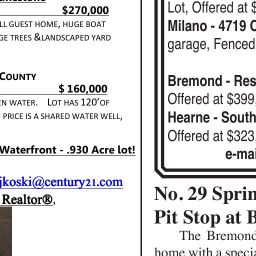 $270,000
LL GUEST HOME, HUGE BOAT
GE TREES &LANDSCAPED YARD
COUNTY
$ 160,000
EN WATER. LOT HAS 120'OF
PRICE IS A SHARED WATER WELL,
Waterfront - .930 Acre lot!
jkoski@century21.com
Realtor®,
Lot, Offered at $
Milano - 4719 C
garage, Fenced
Bremond - Res
Offered at $399,
Hearne - South
Offered at $323,
e-mai
No. 29 Sprin
Pit Stop at B
The Bremond
home with a specia